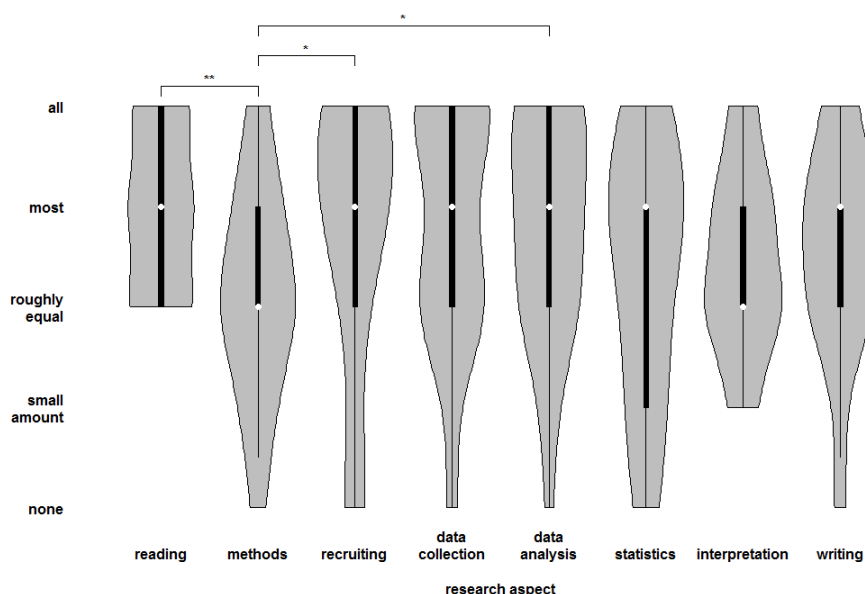 *
*
**
all
most
roughly
equal
small
amount
none
reading
methods
recruiting
data
collection
data
analysis
statistics
interpretation
writing
research aspect